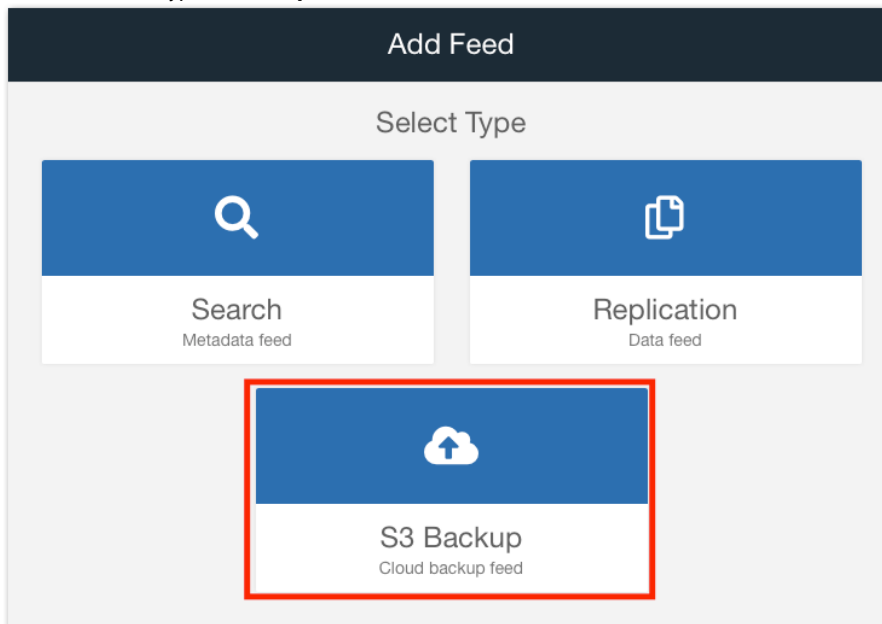 Add Feed
Select Type
Search
Metadata feed
Replication
Data feed
S3 Backup
Cloud backup feed